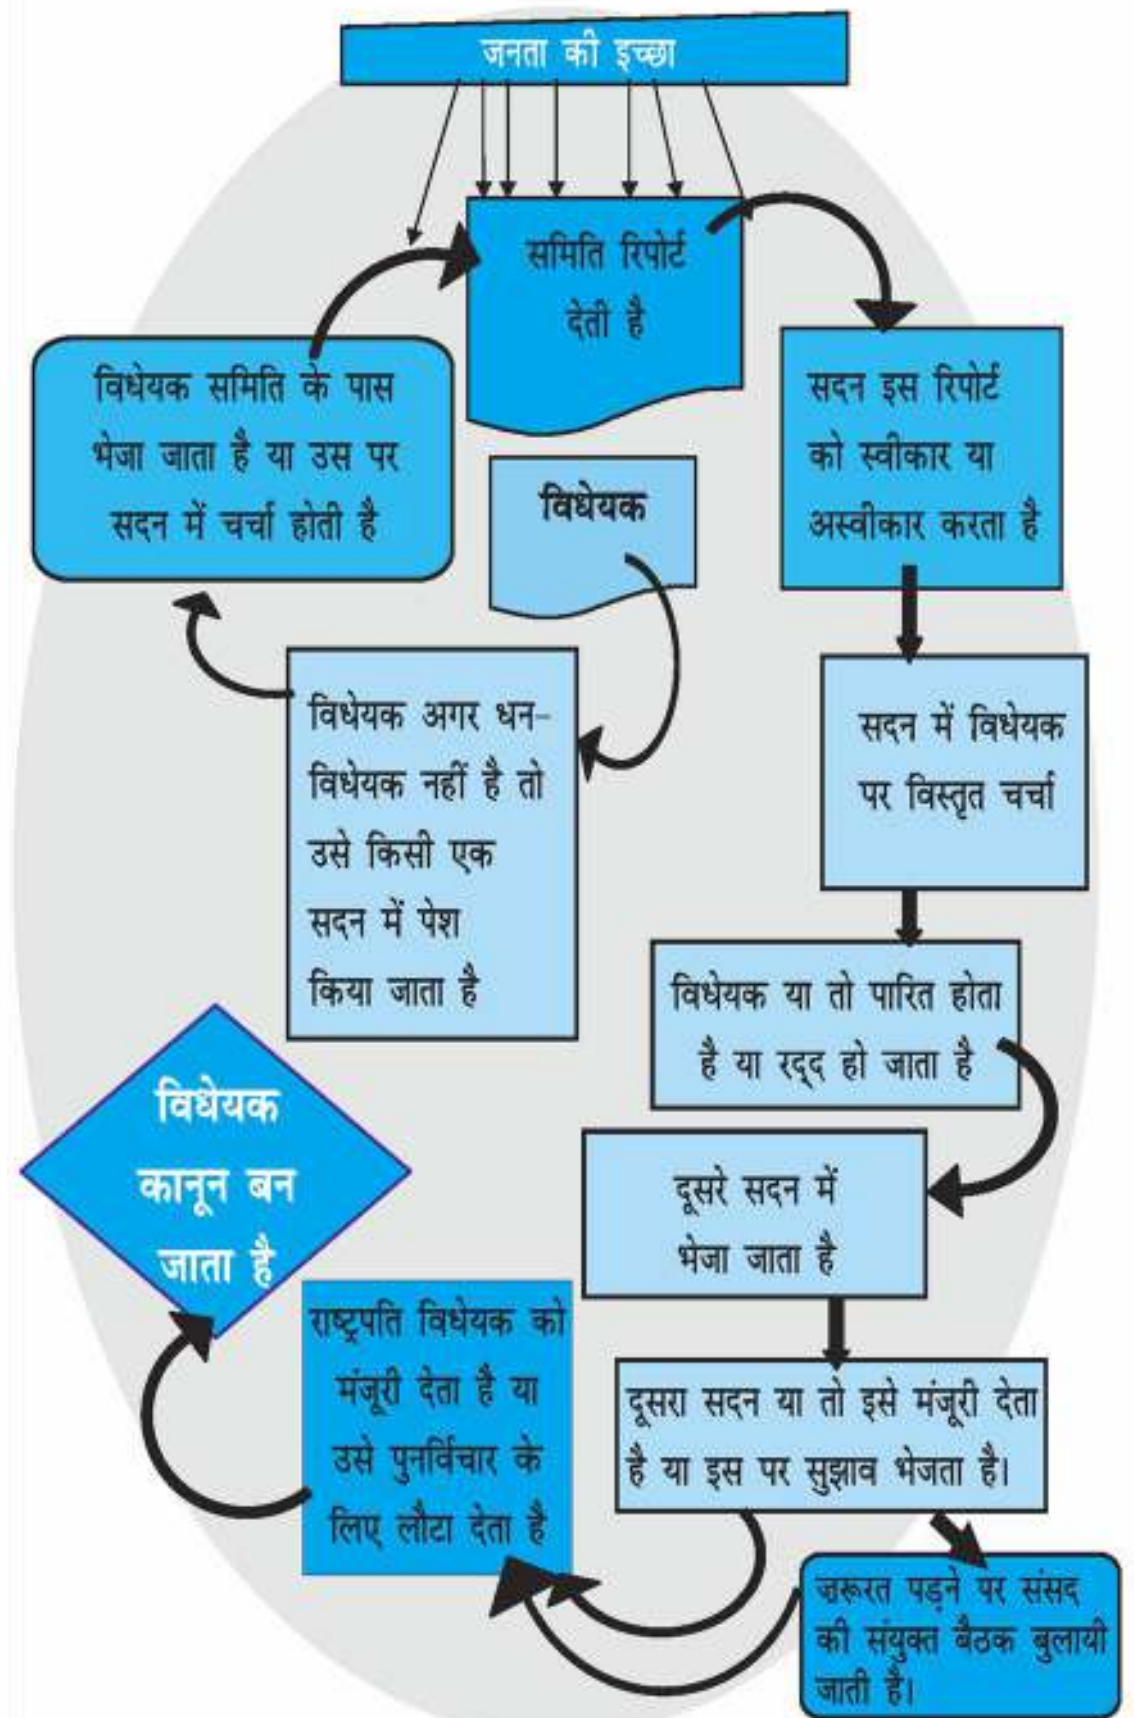 जनता की इच्छा
विधेयक
विधेयक अगर धन-
विधेयक नहीं है तो
उसे किसी एक
सदन में पेश
किया जाता है
विधेयक समिति के पास
भेजा जाता है या उस पर
सदन में चर्चा होती है
समिति रिपोर्ट
देती है
सदन इस रिपोर्ट
को स्वीकार या
अस्वीकार करता है
सदन में विधेयक
पर विस्तृत चर्चा
विधेयक या तो पारित होता
है या रद्द हो जाता है
दूसरे सदन में
भेजा जाता है
दूसरा सदन या तो इसे मंजूरी देता
है या इस पर सुझाव भेजता है।
ज़रूरत पड़ने पर संसद
की संयुक्त बैठक बुलायी
जाती है।
राष्ट्रपति विधेयक को
मंजूरी देता है या
उसे पुनर्विचार के
लिए लौटा देता है
विधेयक
कानून बन
जाता है